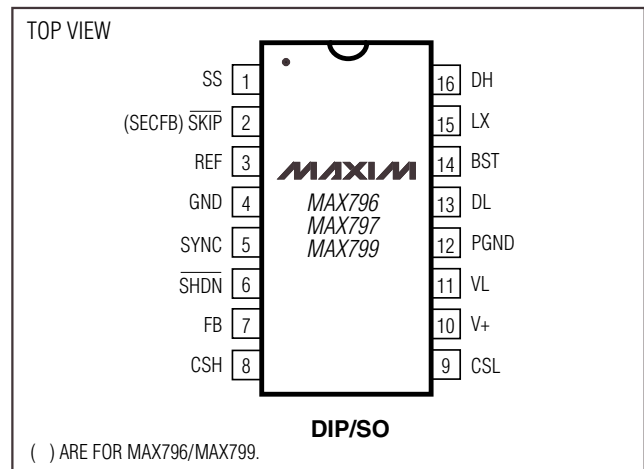 TOP VIEW
SS 1
(SECFB) SKIP 2
REF 3
GND 4
SYNC 5
SHDN 6
FB 7
CSH 8
MAXIM
MAX796
MAX797
MAX799
16 DH
15 LX
14 BST
13 DL
12 PGND
11 VL
10 V+
9 CSL
DIP/SO
( ) ARE FOR MAX796/MAX799.